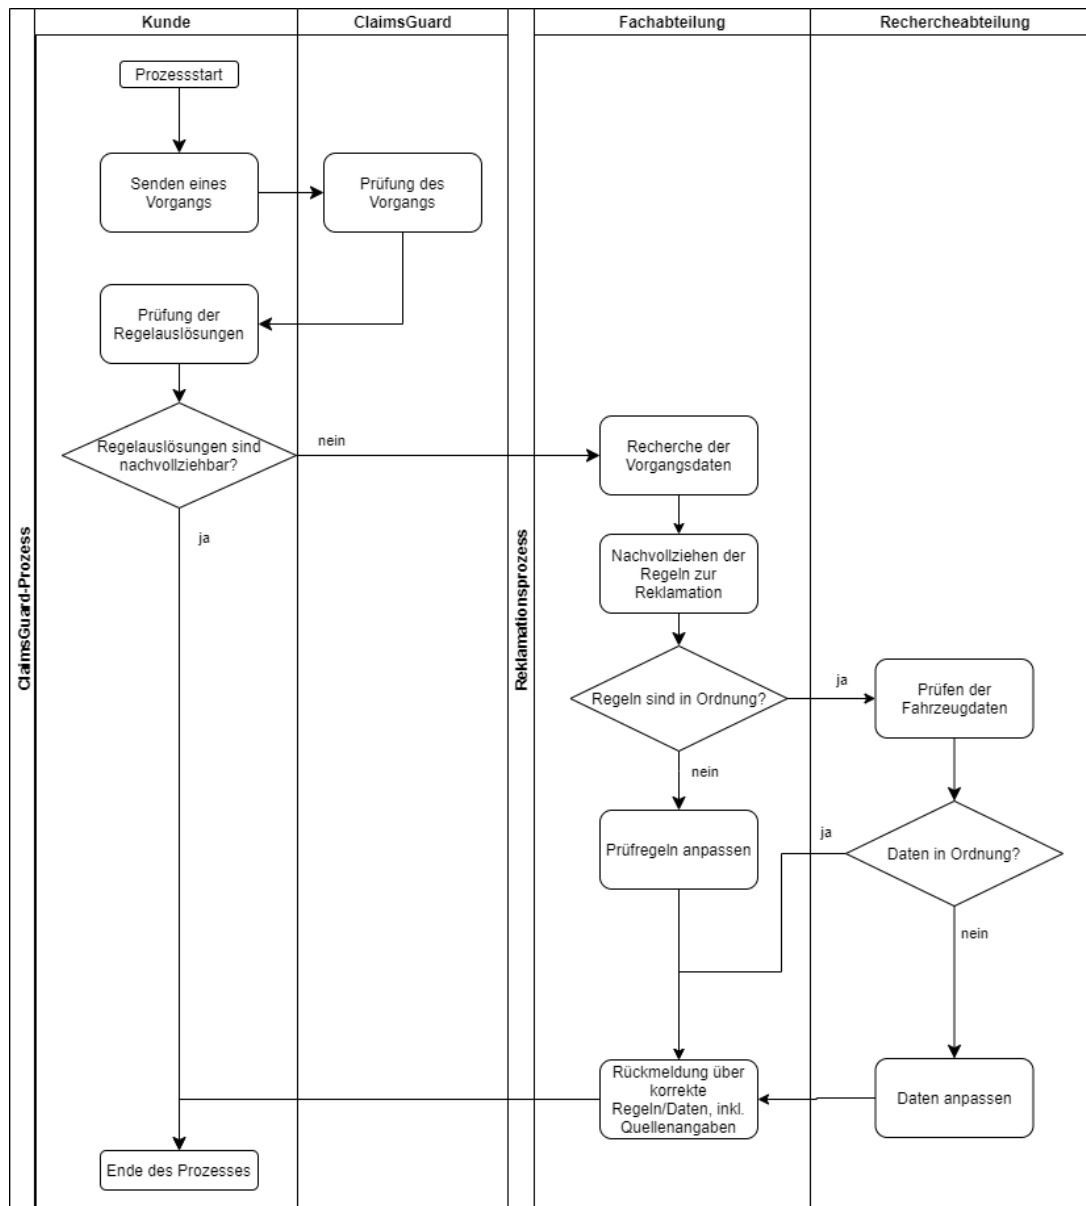 Kunde
ClaimsGuard
Fachabteilung
Rechercheabteilung
ClaimsGuard-Prozess
Reklamationsprozess
Prozessstart
Senden eines
Vorgangs
Prüfung des
Vorgangs
Prüfung der
Regelauslösungen
Regelauslösungen sind
nachvollziehbar?
nein
ja
Recherche der
Vorgangsdaten
Nachvollziehen der
Regeln zur
Reklamation
Regeln sind in Ordnung?
ja
nein
Prüfen der
Fahrzeugdaten
Prüfregeln anpassen
Daten in Ordnung?
ja
nein
Daten anpassen
Rückmeldung über
korrekte
Regeln/Daten, inkl.
Quellenangaben
Ende des Prozesses